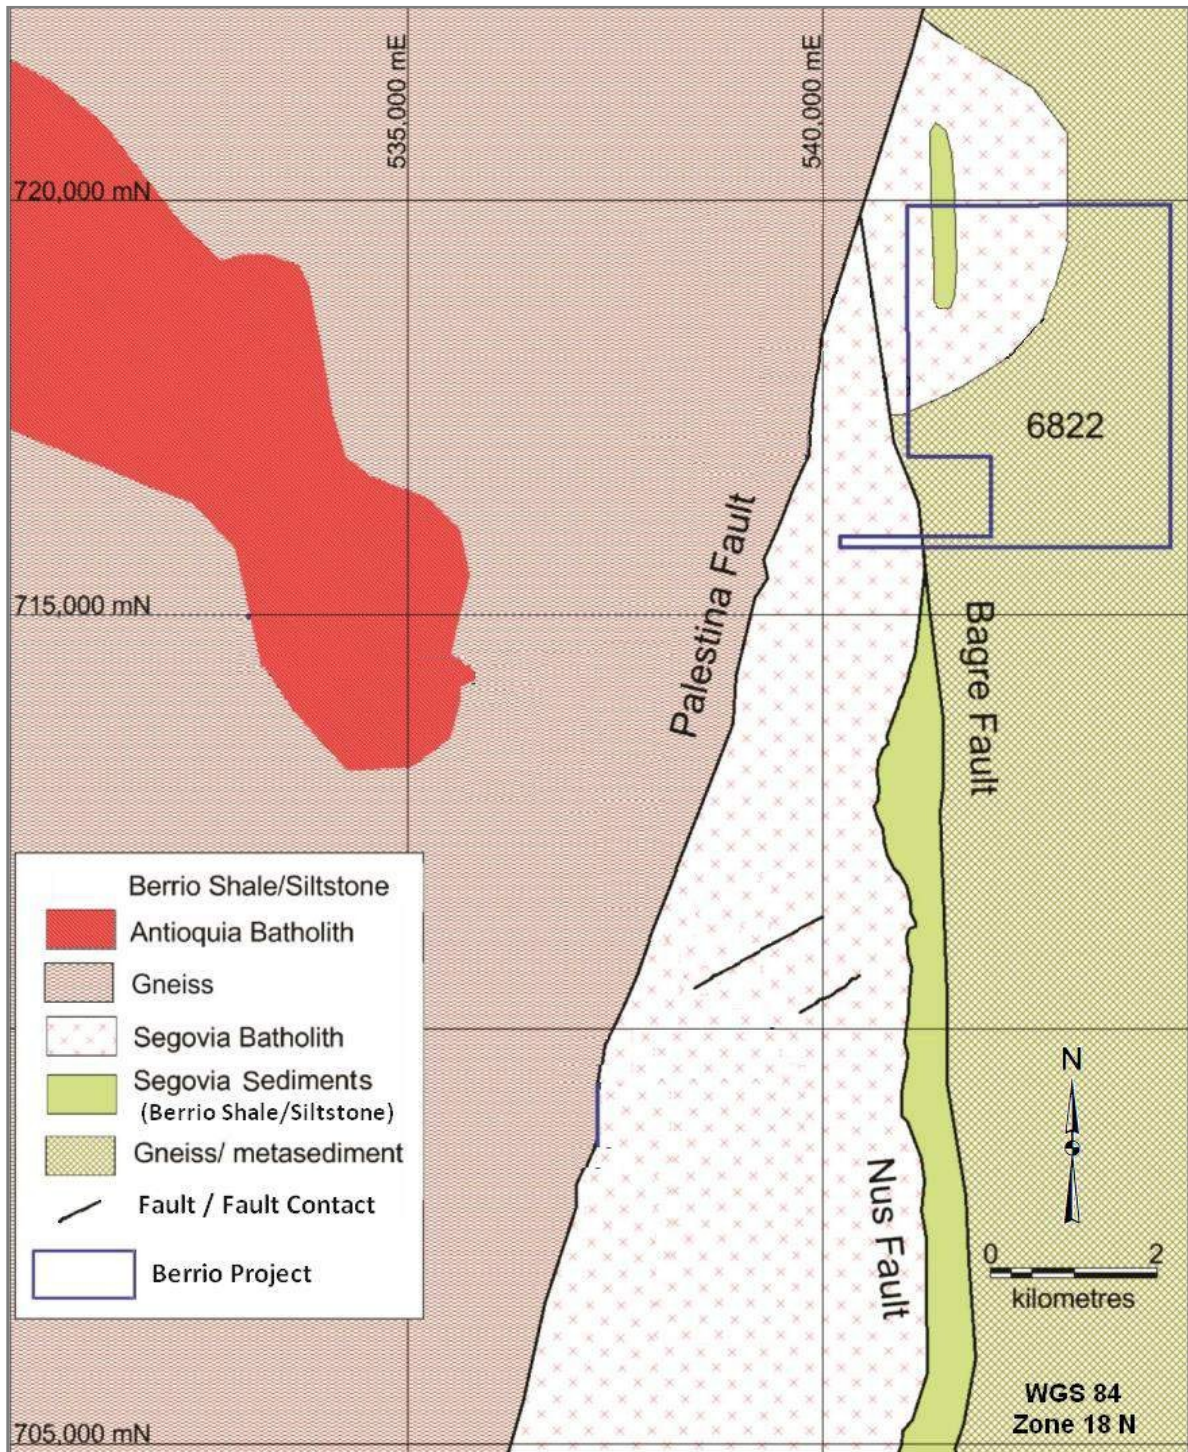 535,000 mE
540,000 mE
720,000 mN
6822
Palestina Fault
715,000 mN
Bagre Fault
Berrio Shale/Siltstone
Antioquia Batholith
Gneiss
Segovia Batholith
Segovia Sediments
(Berrio Shale/Siltstone)
Gneiss/ metasediment
Fault / Fault Contact
Berrio Project
Nus Fault
N
0 2
kilometres
WGS 84
Zone 18 N
705,000 mN